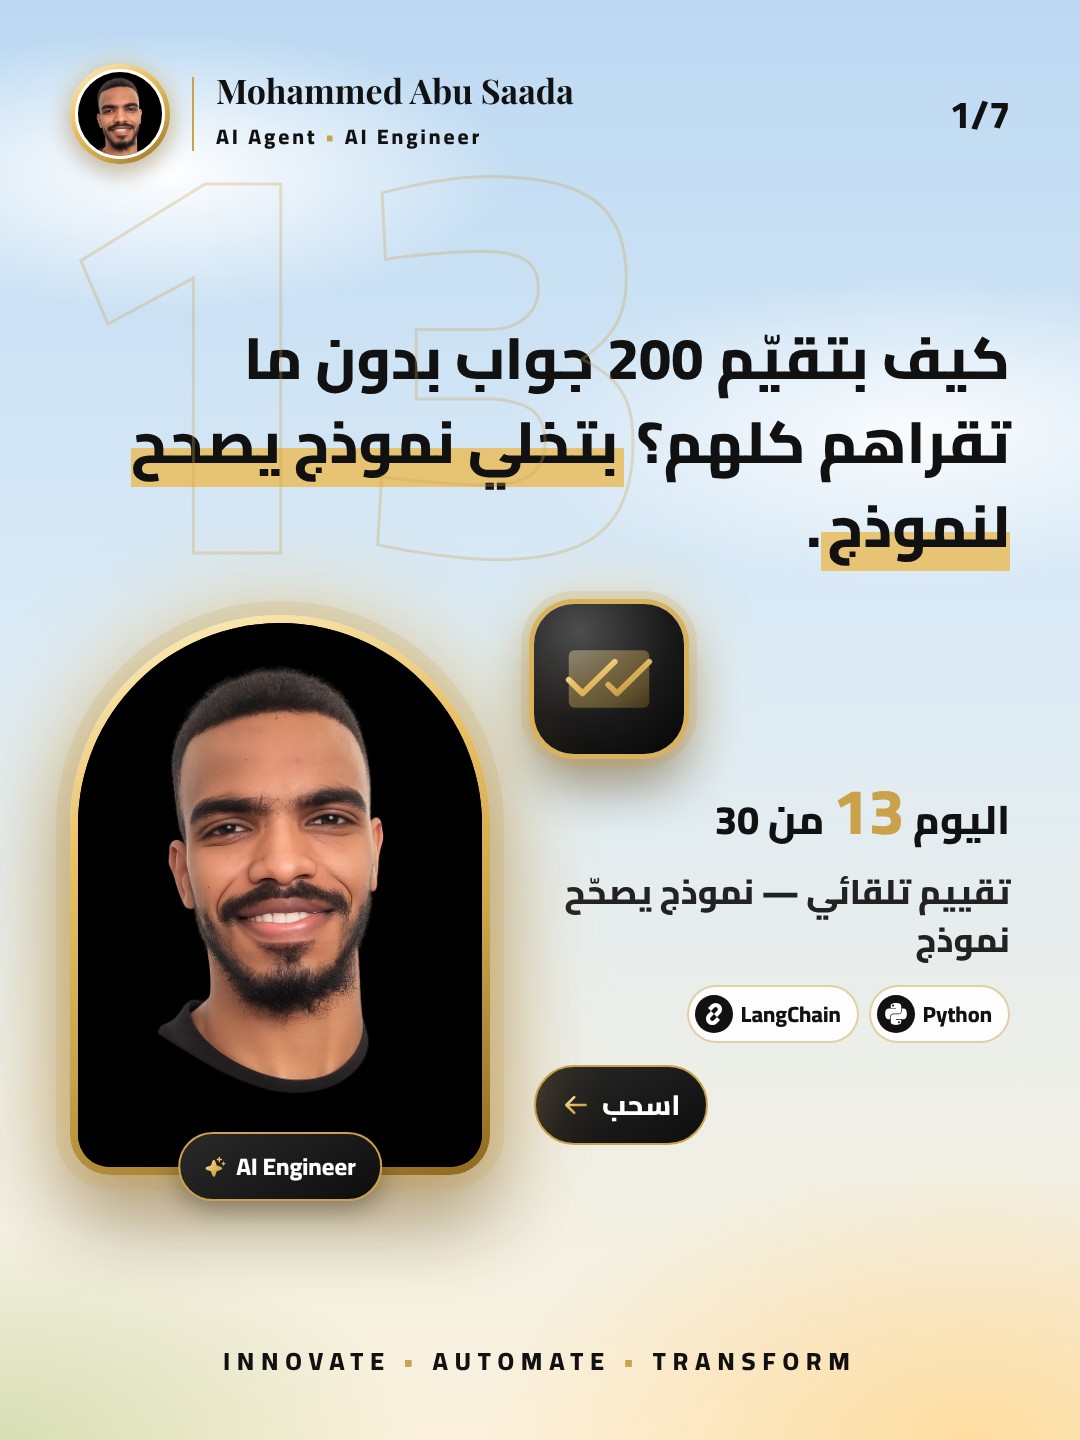 Mohammed Abu Saada
AI Agent ▪ AI Engineer
1/7
13
كيف بتقيّم 200 جواب بدون ما
تقراهم كلهم؟ بتخلي نموذج يصحح
لنموذج.
اليوم 13 من 30
تقييم تلقائي — نموذج يصحّح
نموذج
Python
LangChain
اسحب ←
AI Engineer
INNOVATE ▪ AUTOMATE ▪ TRANSFORM